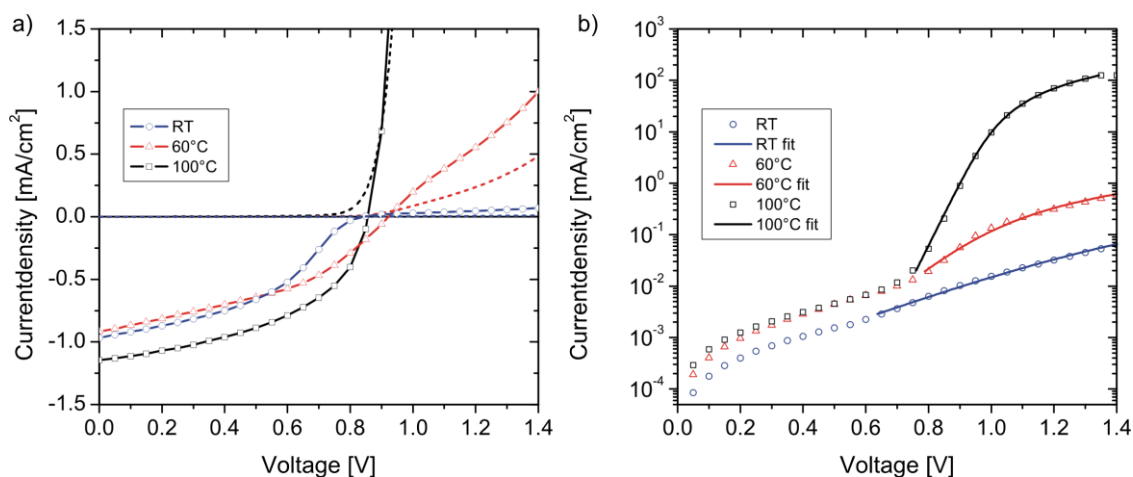 a)
Currentdensity [mA/cm²]
1.5
1.0
0.5
0.0
-0.5
-1.0
-1.5
RT
60°C
100°C
0.0 0.2 0.4 0.6 0.8 1.0 1.2 1.4
Voltage [V]
b)
Currentdensity [mA/cm²]
10³
10²
10¹
10⁰
10⁻¹
10⁻²
10⁻³
10⁻⁴
RT
RT fit
60°C
60°C fit
100°C
100°C fit
0.0 0.2 0.4 0.6 0.8 1.0 1.2 1.4
Voltage [V]